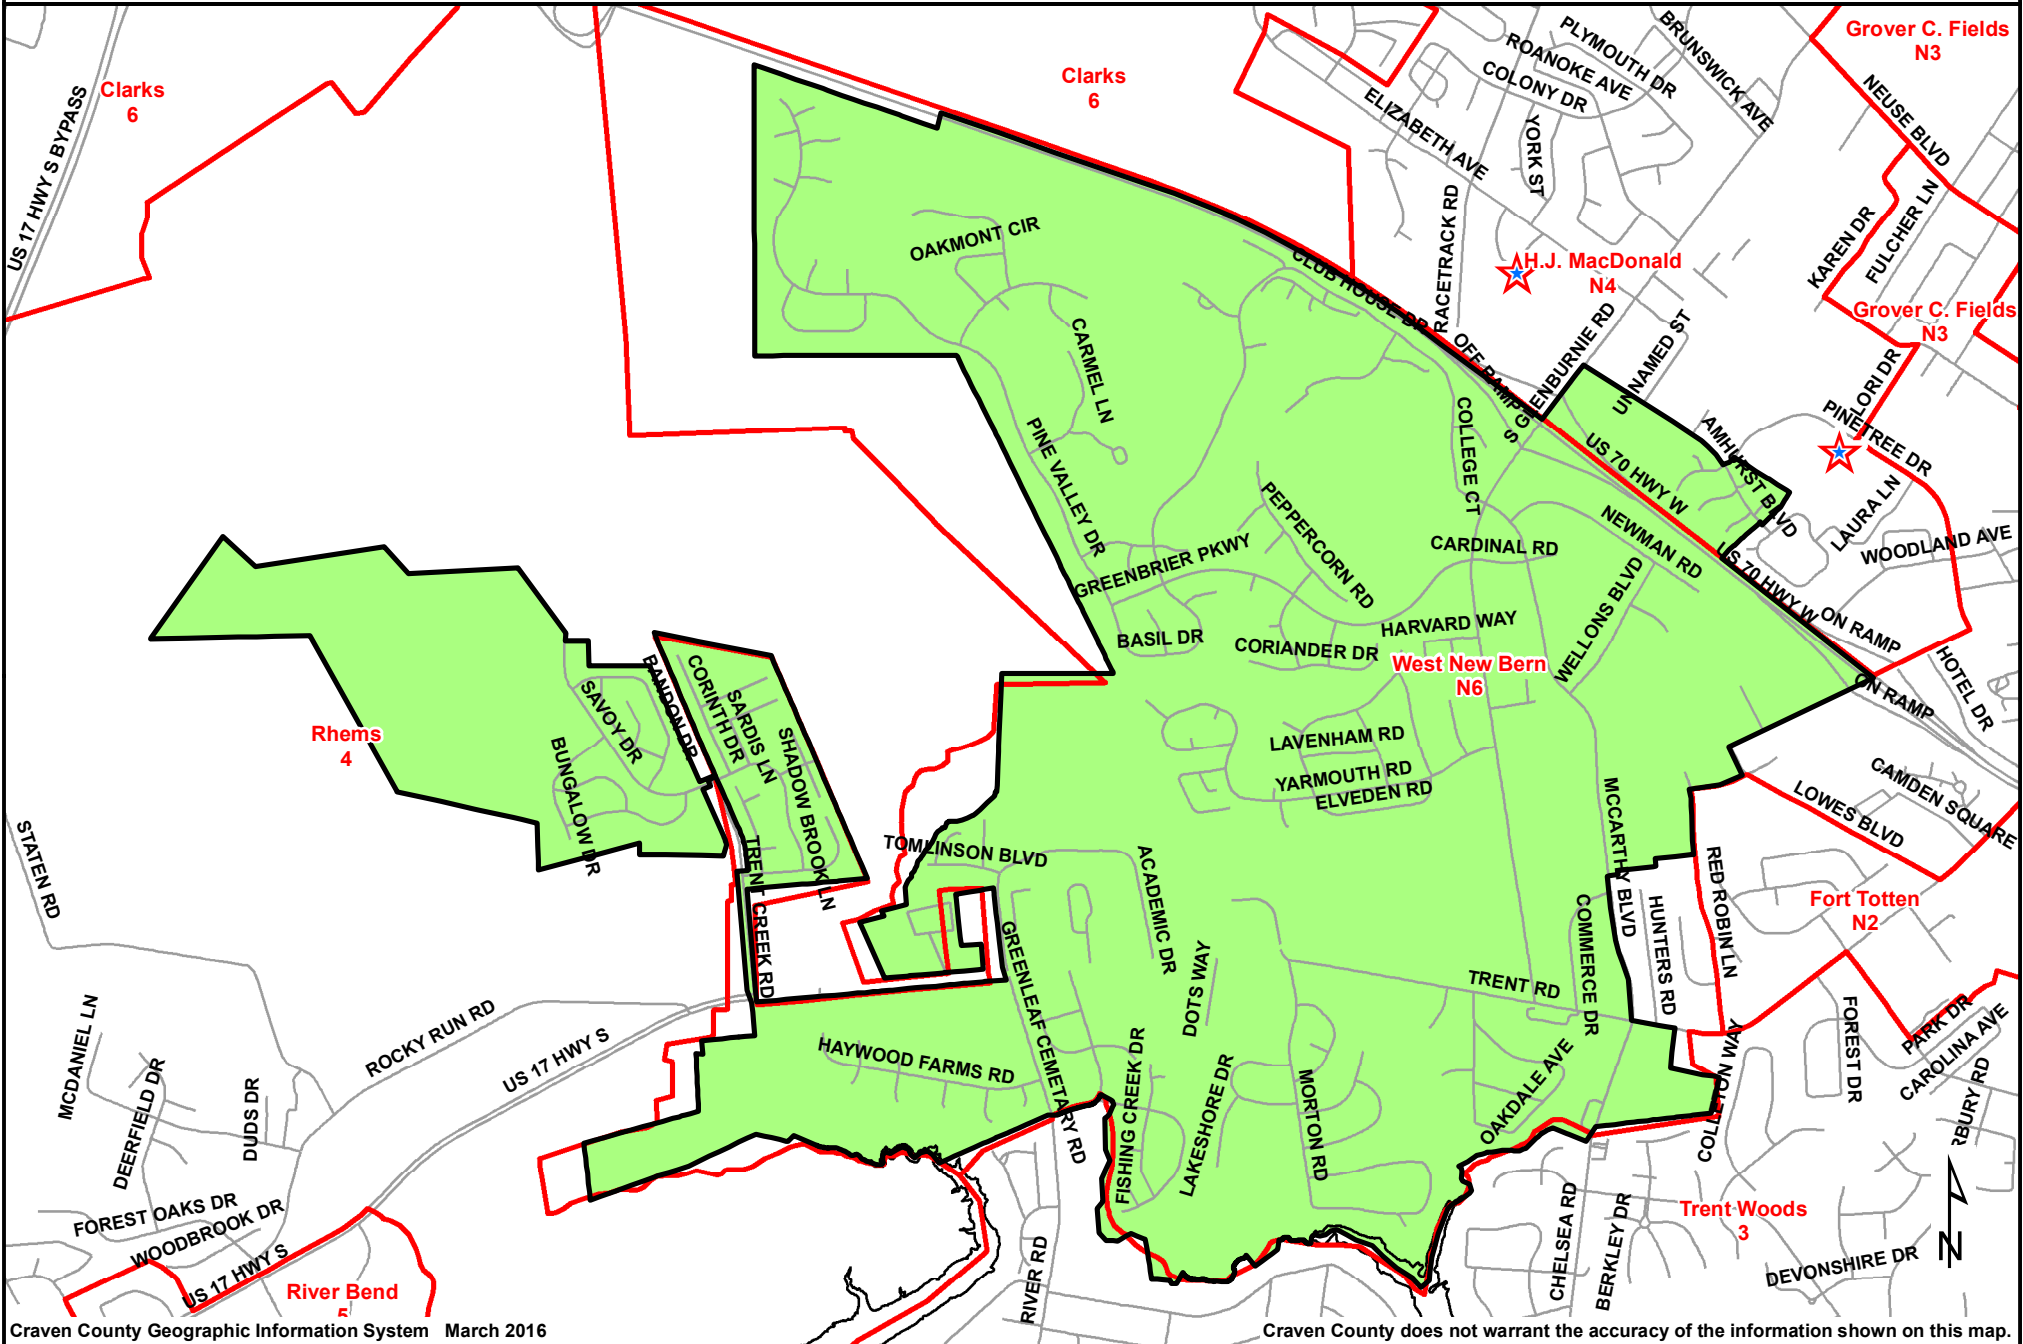 Grover C. Fields
N3
Clarks
6
Clarks
6
US 17 HWY S BYPASS
PLYMOUTH DR
BRUNSWICK AVE
ROANOKE AVE
COLONY DR
ELIZABETH AVE
YORK ST
RACETRACK RD
NEUSE BLVD
KAREN DR
FULCHER LN
H.J. MacDonald
N4
Grover C. Fields
N3
OAKMONT CIR
CLUB HOUSE DR
OFF RAMP
S GLENBURNIE RD
UNNAMED ST
LORI DR
PINETREE DR
CARMEL LN
PINE VALLEY DR
COLLEGE CT
US 70 HWY W
AMHURST BLVD
LAURA LN
WOODLAND AVE
PEPPERCORN RD
GREENBRIER PKWY
CARDINAL RD
NEWMAN RD
WELLONS BLVD
US 70 HWY W
ON RAMP
ON RAMP
HOTEL DR
BASIL DR
CORIANDER DR
HARVARD WAY
West New Bern
N6
BANDON DR
CORINTH DR
SARDIS LN
SHADOW BROOK LN
SAVOY DR
BUNGALOW DR
Rhems
4
LAVENHAM RD
YARMOUTH RD
ELVEDEN RD
MCCARTHY BLVD
CAMDEN SQUARE
LOWES BLVD
STATEN RD
TRENT CREEK RD
TOMLINSON BLVD
ACADEMIC DR
GREENLEAF CEMETARY RD
DOTS WAY
TRENT RD
COMMERCE DR
HUNTERS RD
RED ROBIN LN
Fort Totten
N2
MCDANIEL LN
DEERFIELD DR
DUDS DR
ROCKY RUN RD
US 17 HWY S
HAYWOOD FARMS RD
FISHING CREEK DR
LAKESHORE DR
MORTON RD
OAKDALE AVE
COLLETON WAY
FOREST DR
PARK DR
CAROLINA AVE
RBURY RD
FOREST OAKS DR
WOODBROOK DR
US 17 HWY S
River Bend
5
RIVER RD
CHELSEA RD
BERKLEY DR
Trent Woods
3
DEVONSHIRE DR
N
Craven County Geographic Information System March 2016
Craven County does not warrant the accuracy of the information shown on this map.